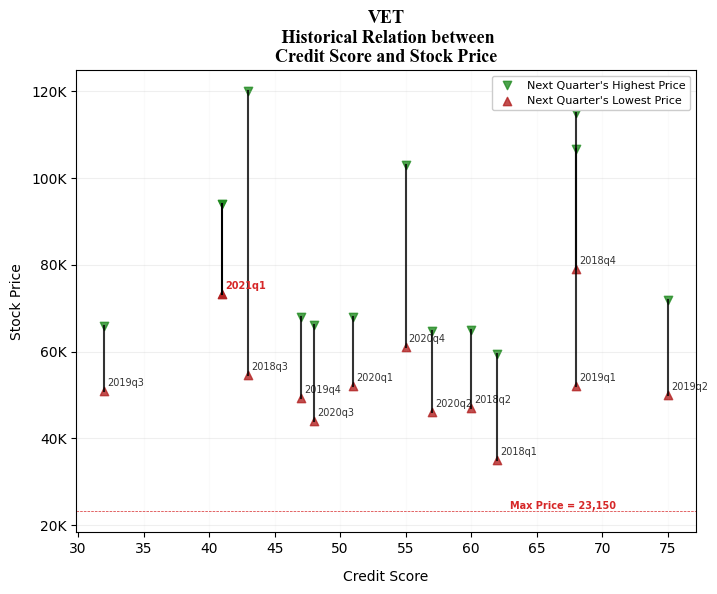 VET
Historical Relation between
Credit Score and Stock Price
Next Quarter's Highest Price
Next Quarter's Lowest Price
120K
100K
80K
60K
40K
20K
Stock Price
2018q4
2021q1
2020q4
2018q3
2019q3
2020q1
2019q1
2019q4
2019q2
2018q2
2020q2
2020q3
2018q1
Max Price = 23,150
30 35 40 45 50 55 60 65 70 75
Credit Score